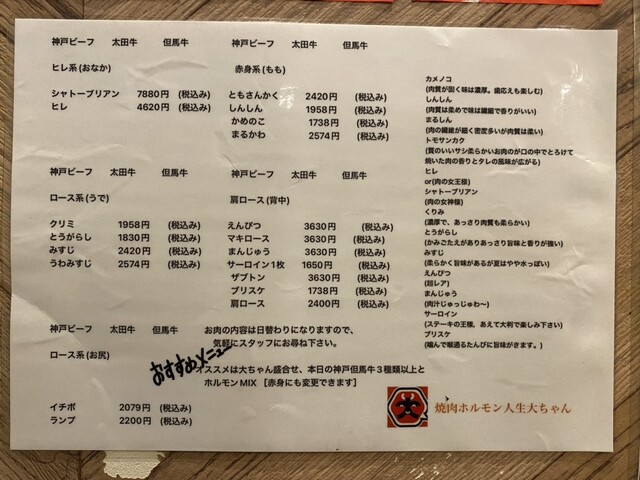 神戸ビーフ 太田牛 但馬牛
ヒレ系(おなか)
シャトーブリアン 7880円 (税込み)
ヒレ 4620円 (税込み)
神戸ビーフ 太田牛 但馬牛
赤身系(もも)
ともさんかく 2420円 (税込み)
しんしん 1958円 (税込み)
かめのこ 1738円 (税込み)
まるかわ 2574円 (税込み)
神戸ビーフ 太田牛 但馬牛
ロース系(うで)
クリミ 1958円 (税込み)
とうがらし 1830円 (税込み)
みすじ 2420円 (税込み)
うわみすじ 2574円 (税込み)
神戸ビーフ 太田牛 但馬牛
肩ロース(背中)
えんぴつ 3630円 (税込み)
マキロース 3630円 (税込み)
まんじゅう 3630円 (税込み)
サーロイン1枚 1650円 (税込み)
ザブトン 3630円 (税込み)
ブリスケ 1738円 (税込み)
肩ロース 2400円 (税込み)
神戸ビーフ 太田牛 但馬牛
ロース系(お尻)
イチボ 2079円 (税込み)
ランプ 2200円 (税込み)
お肉の内容は日替わりになりますので、
気軽にスタッフにお尋ね下さい。
おすすめメニュー
オススメは大ちゃん盛合せ、本日の神戸但馬牛3種類以上と
ホルモンMIX [赤身にも変更できます]
カメノコ
(肉質が固く味は濃厚。歯応えも楽しむ)
しんしん
(肉質は柔めで味は繊細で香りがいい)
まるしん
(肉の繊維が細く密度多いが肉質は柔い)
トモサンカク
(質のいいサシ柔らかいお肉のが口の中でとろけて
焼いた肉の香りとタレの風味が広がる)
ヒレ
or(肉の女王様)
シャトーブリアン
(肉の女神様)
くりみ
(濃厚で、あっさり肉質も柔らかい)
とうがらし
(かみごたえがありあっさり旨味と香りが強い)
みすじ
(柔らかく旨味があるが夏はやや水っぽい)
えんぴつ
(超レア)
まんじゅう
(肉汁じゅっじゅわ〜)
サーロイン
(ステーキの王様、あえて大判で楽しみ下さい)
ブリスケ
(噛んで喉通るたんびに旨味がきます。)
焼肉ホルモン人生大ちゃん